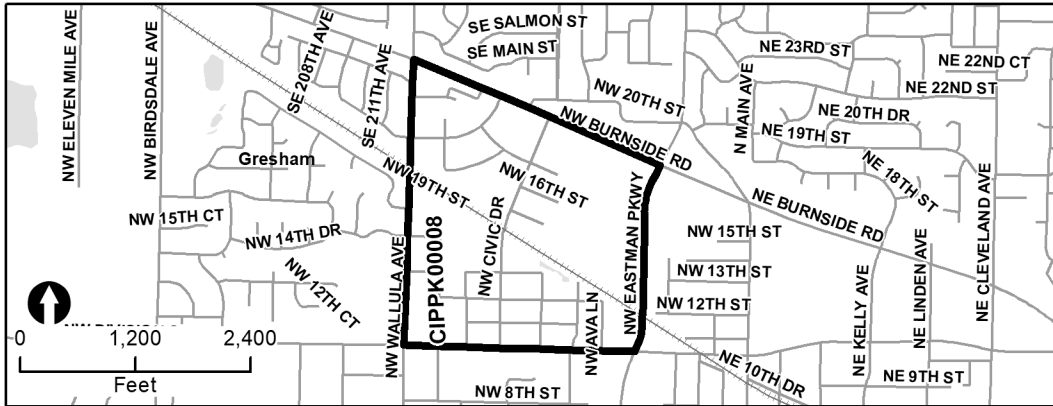 SE SALMON ST
SE MAIN ST
NE 23RD ST
NE 22ND CT
NE 22ND ST
NW ELEVEN MILE AVE
NW BIRDSDALE AVE
SE 208TH AVE
SE 211TH AVE
NW 20TH ST
N MAIN AVE
NE 20TH DR
NE 19TH ST
NW BURNSIDE RD
Gresham
NW 19TH ST
NW 16TH ST
NE 18TH ST
NW 15TH CT
NW 14TH DR
NW CIVIC DR
NW EASTMAN PKWY
NW 15TH ST
NE BURNSIDE RD
NE CLEVELAND AVE
NW 13TH ST
NW 12TH CT
NW WALLULA AVE
CIPPK00008
NW AVA LN
NW 12TH ST
NE KELLY AVE
NE LINDEN AVE
0 1,200 2,400
Feet
NE 10TH DR
NW 8TH ST
NE 9TH ST